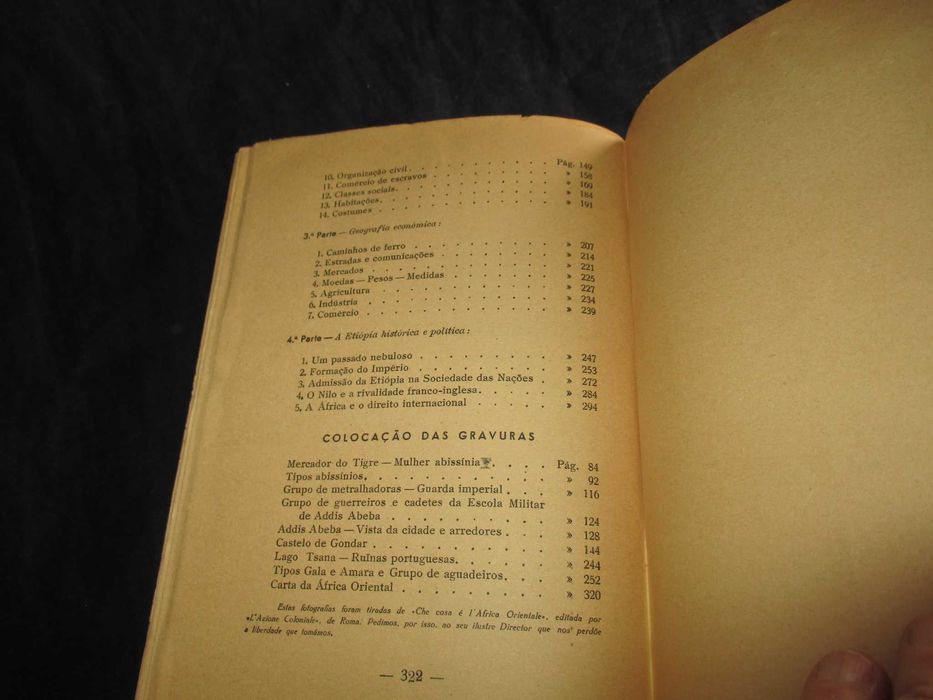 10. Organização civil . . . . . . . . . . Pág. 149
11. Comércio de escravos . . . . . . . . . » 158
12. Classes sociais. . . . . . . . . . . » 169
13. Habitações. . . . . . . . . . . . » 184
14. Costumes . . . . . . . . . . . . » 191
3.ª Parte — Geografia económica:
1. Caminhos de ferro . . . . . . . . . » 207
2. Estradas e comunicações . . . . . . . » 214
3. Mercados . . . . . . . . . . . » 221
4. Moedas — Pesos — Medidas . . . . . . » 225
5. Agricultura . . . . . . . . . . » 227
6. Indústria . . . . . . . . . . . » 234
7. Comércio . . . . . . . . . . . » 239
4.ª Parte — A Etiópia histórica e política:
1. Um passado nebuloso . . . . . . . . » 247
2. Formação do Império . . . . . . . . » 253
3. Admissão da Etiópia na Sociedade das Nações . » 272
4. O Nilo e a rivalidade franco-inglesa. . . . . » 284
5. A África e o direito internacional . . . . . » 294
COLOCAÇÃO DAS GRAVURAS
Mercador do Tigre — Mulher abissínia . . . . Pág. 84
Tipos abissínios. . . . . . . . . . . » 92
Grupo de metralhadoras — Guarda imperial . . . » 116
Grupo de guerreiros e cadetes da Escola Militar
de Addis Abeba . . . . . . . . . » 124
Addis Abeba — Vista da cidade e arredores . . . » 128
Castelo de Gondar . . . . . . . . . . » 144
Lago Tsana — Ruínas portuguesas. . . . . . » 244
Tipos Gala e Amara e Grupo de aguadeiros. . . . » 252
Carta da África Oriental . . . . . . . . » 320
Estas fotografias foram tiradas de «Che cosa é l'Africa Orientale», editada por
«L'Azione Coloniale», de Roma. Pedimos, por isso, ao seu ilustre Director que nos perdõe
a liberdade que tomámos.
— 322 —